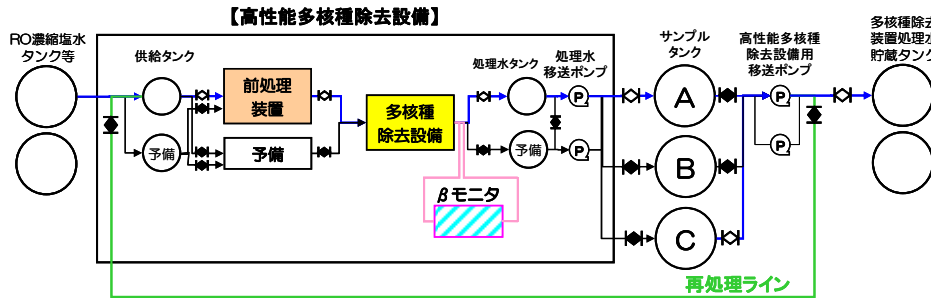 【高性能多核種除去設備】
RO濃縮塩水
タンク等
供給タンク
予備
前処理
装置
予備
多核種
除去設備
βモニタ
処理水タンク
予備
処理水
移送ポンプ
P
P
サンプル
タンク
A
B
C
高性能多核種
除去設備用
移送ポンプ
P
P
多核種除去
装置処理水
貯蔵タンク
再処理ライン